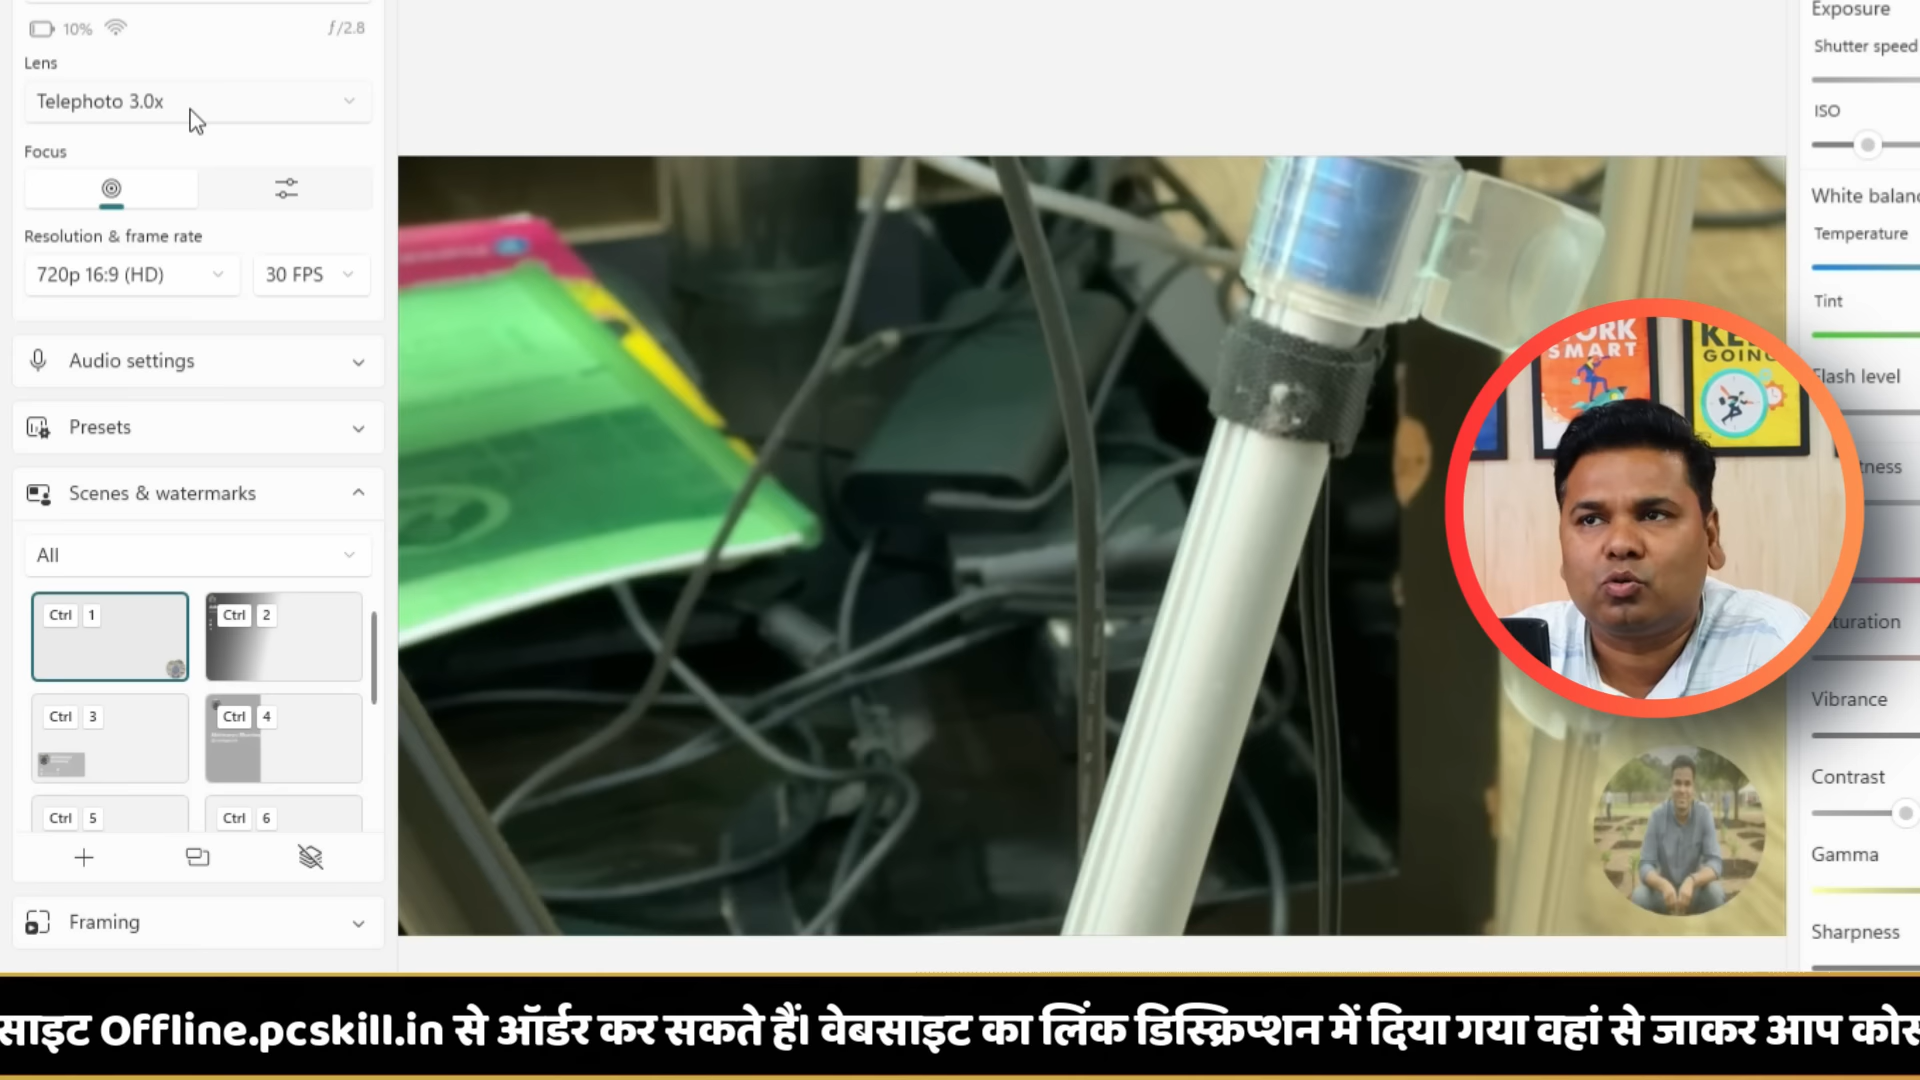 10%
f/2.8
Lens
Telephoto 3.0x
Focus
Resolution & frame rate
720p 16:9 (HD)
30 FPS
Audio settings
Presets
Scenes & watermarks
All
Ctrl 1
Ctrl 2
Ctrl 3
Ctrl 4
Ctrl 5
Ctrl 6
Framing
Exposure
Shutter speed
ISO
White balanc
Temperature
Tint
Flash level
tness
turation
Vibrance
Contrast
Gamma
Sharpness
ORK
SMART
GOING
साइट Offline.pcskill.in से ऑर्डर कर सकते हैं। वेबसाइट का लिंक डिस्क्रिप्शन में दिया गया वहां से जाकर आप कोस